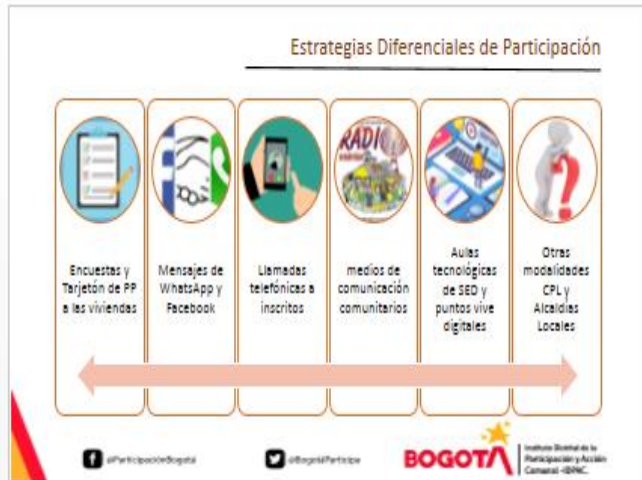 Estrategias Diferenciales de Participación
RADIO
Encuestas y
Tarjetón de PP
a las viviendas
Mensajes de
WhatsApp y
Facebook
Llamadas
telefónicas a
inscritos
medios de
comunicación
comunitarios
Aulas
tecnológicas
de SED y
puntos vive
digitales
Otras
modalidades
CPL y
Alcaldías
Locales
@ParticipaciónBogotá
@BogotáParticipa
BOGOTÁ
Instituto Distrital de la
Participación y Acción
Comunal -IDPAC.